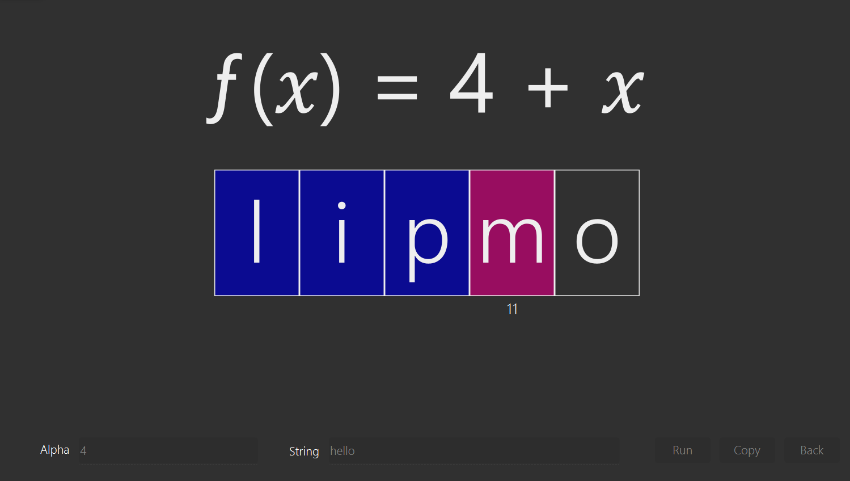 f(x) = 4 + x
l i p m o
11
Alpha 4 String hello Run Copy Back